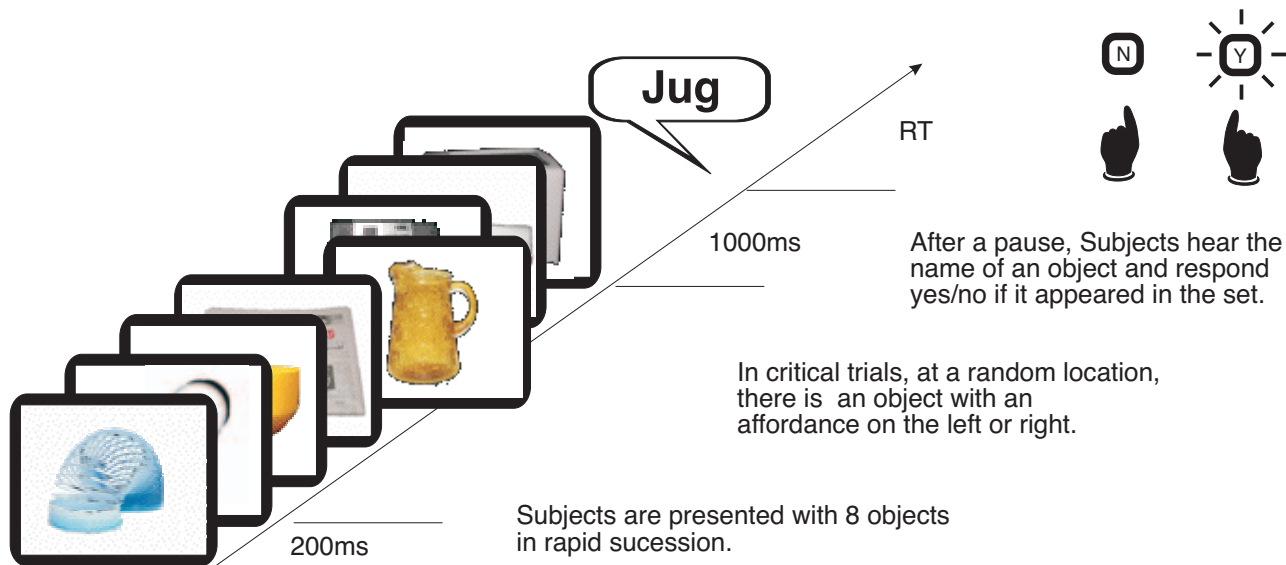 Jug
N
Y
RT
1000ms
After a pause, Subjects hear the
name of an object and respond
yes/no if it appeared in the set.
In critical trials, at a random location,
there is an object with an
affordance on the left or right.
200ms
Subjects are presented with 8 objects
in rapid sucession.